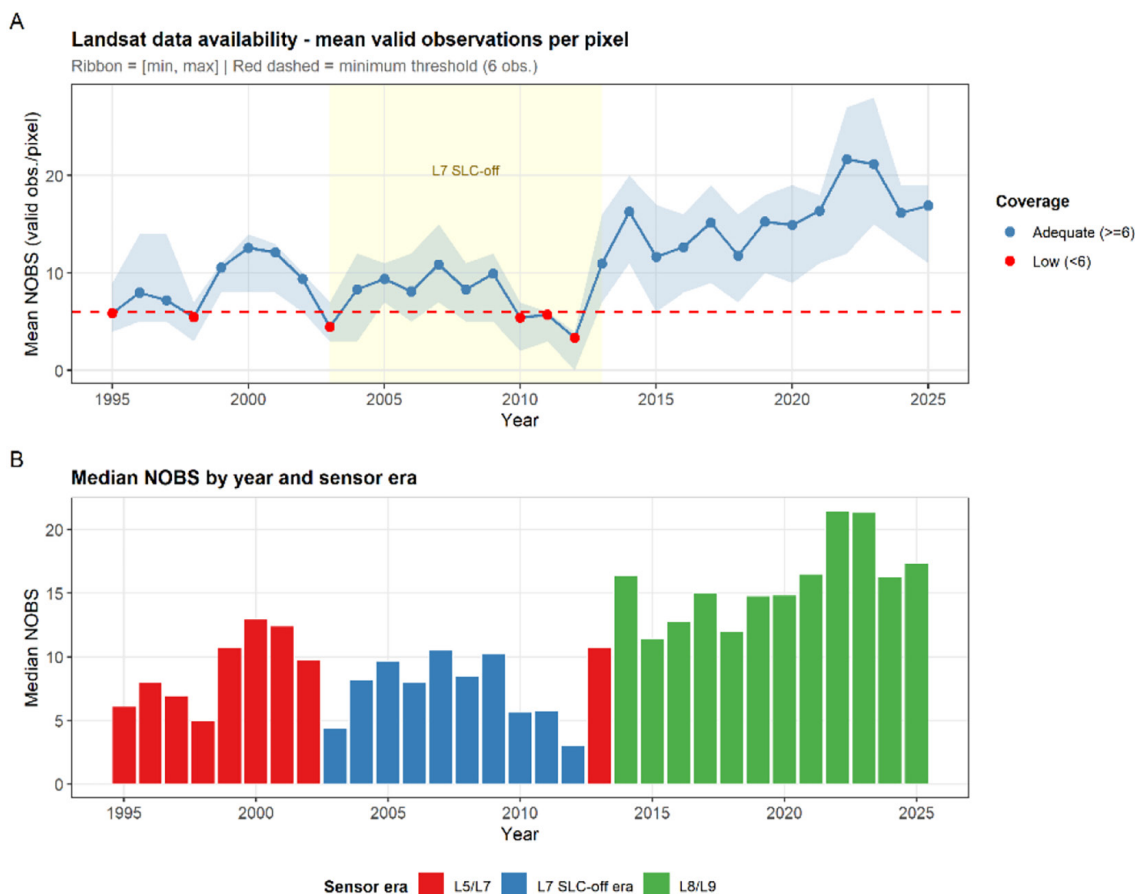 A
Landsat data availability - mean valid observations per pixel
Ribbon = [min, max] | Red dashed = minimum threshold (6 obs.)
Mean NOBS (valid obs./pixel)
20
10
0
L7 SLC-off
1995 2000 2005 2010 2015 2020 2025
Year
Coverage
Adequate (>=6)
Low (<6)
B
Median NOBS by year and sensor era
Median NOBS
20
15
10
5
0
1995 2000 2005 2010 2015 2020 2025
Year
Sensor era L5/L7 L7 SLC-off era L8/L9